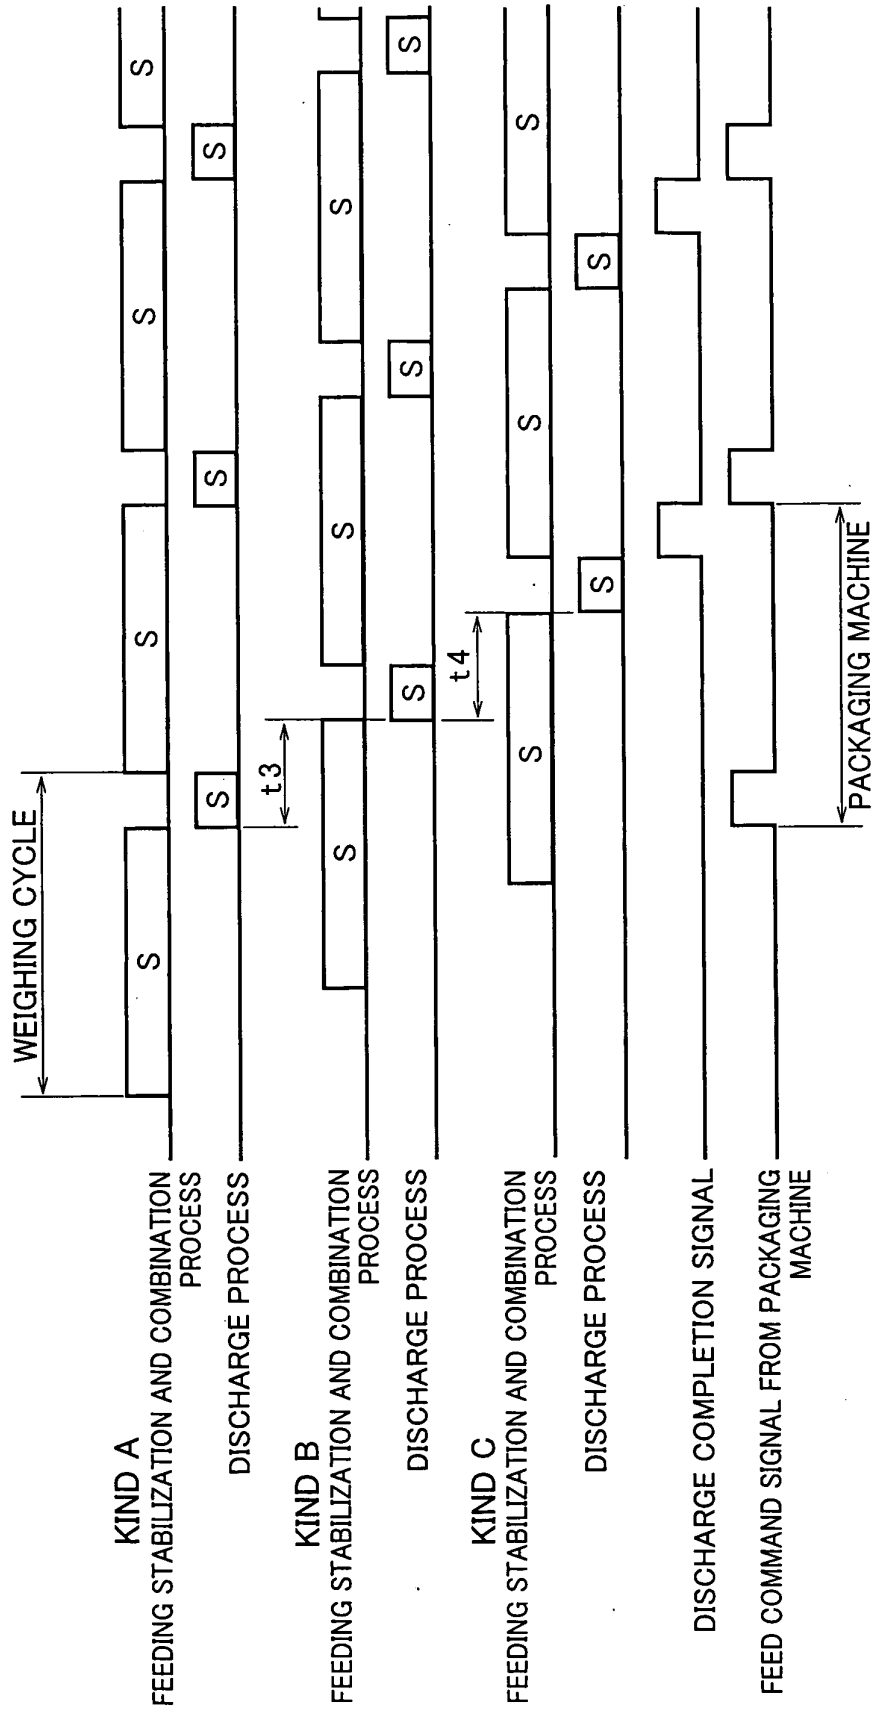 WEIGHING CYCLE
KIND A
FEEDING STABILIZATION AND COMBINATION
PROCESS
S
S
S
S
DISCHARGE PROCESS
S
S
S
t3
KIND B
FEEDING STABILIZATION AND COMBINATION
PROCESS
S
S
S
DISCHARGE PROCESS
S
S
S
t4
KIND C
FEEDING STABILIZATION AND COMBINATION
PROCESS
S
S
S
DISCHARGE PROCESS
S
S
DISCHARGE COMPLETION SIGNAL
FEED COMMAND SIGNAL FROM PACKAGING
MACHINE
PACKAGING MACHINE